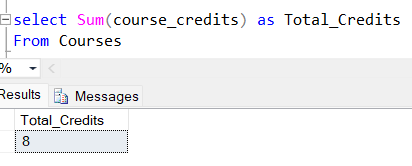 select Sum(course_credits) as Total_Credits
From Courses
%
Results Messages
Total_Credits
8